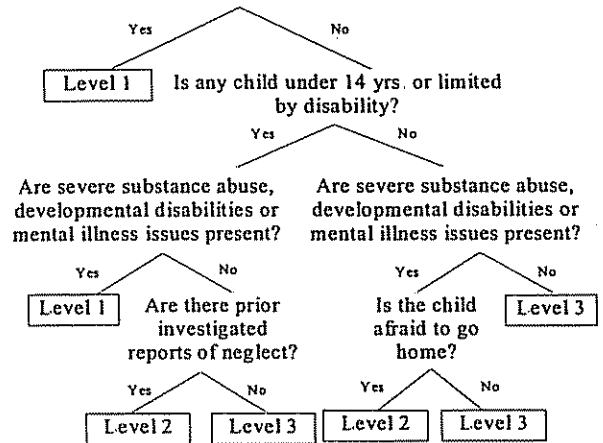 Yes No
Level 1 Is any child under 14 yrs. or limited
by disability?
Yes No
Are severe substance abuse, Are severe substance abuse,
developmental disabilities or developmental disabilities or
mental illness issues present? mental illness issues present?
Yes No Yes No
Level 1 Are there prior Is the child Level 3
investigated afraid to go
reports of neglect? home?
Yes No Yes No
Level 2 Level 3 Level 2 Level 3